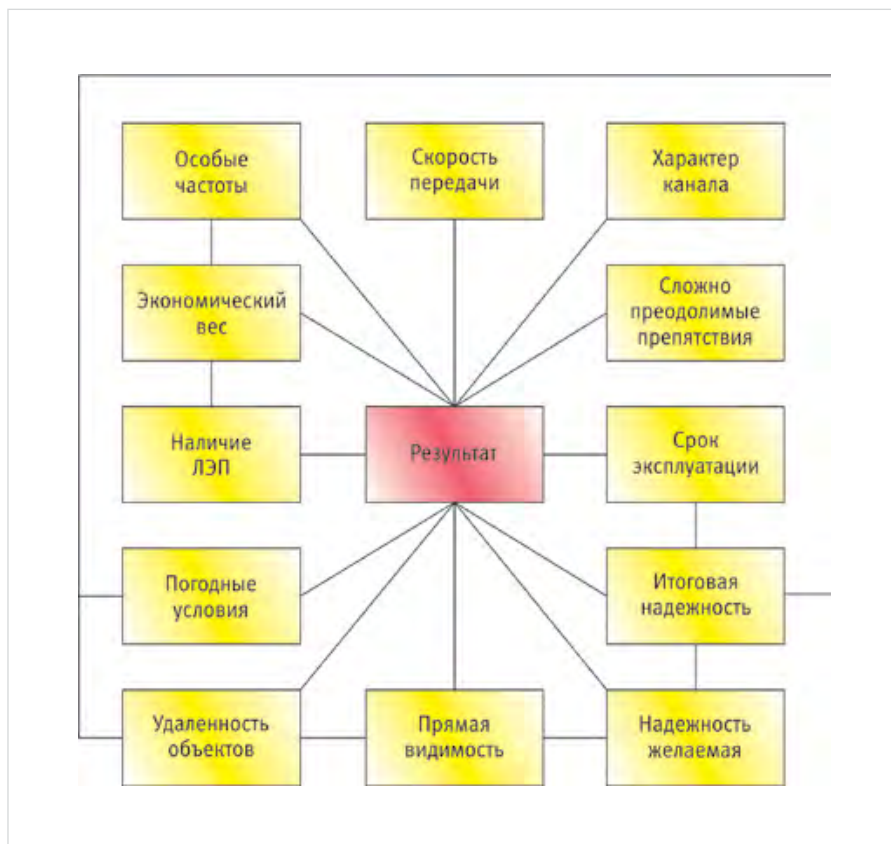 Особые
частоты
Скорость
передачи
Характер
канала
Экономический
вес
Сложно
преодолимые
препятствия
Наличие
ЛЭП
Результат
Срок
эксплуатации
Погодные
условия
Итоговая
надежность
Удаленность
объектов
Прямая
видимость
Надежность
желаемая